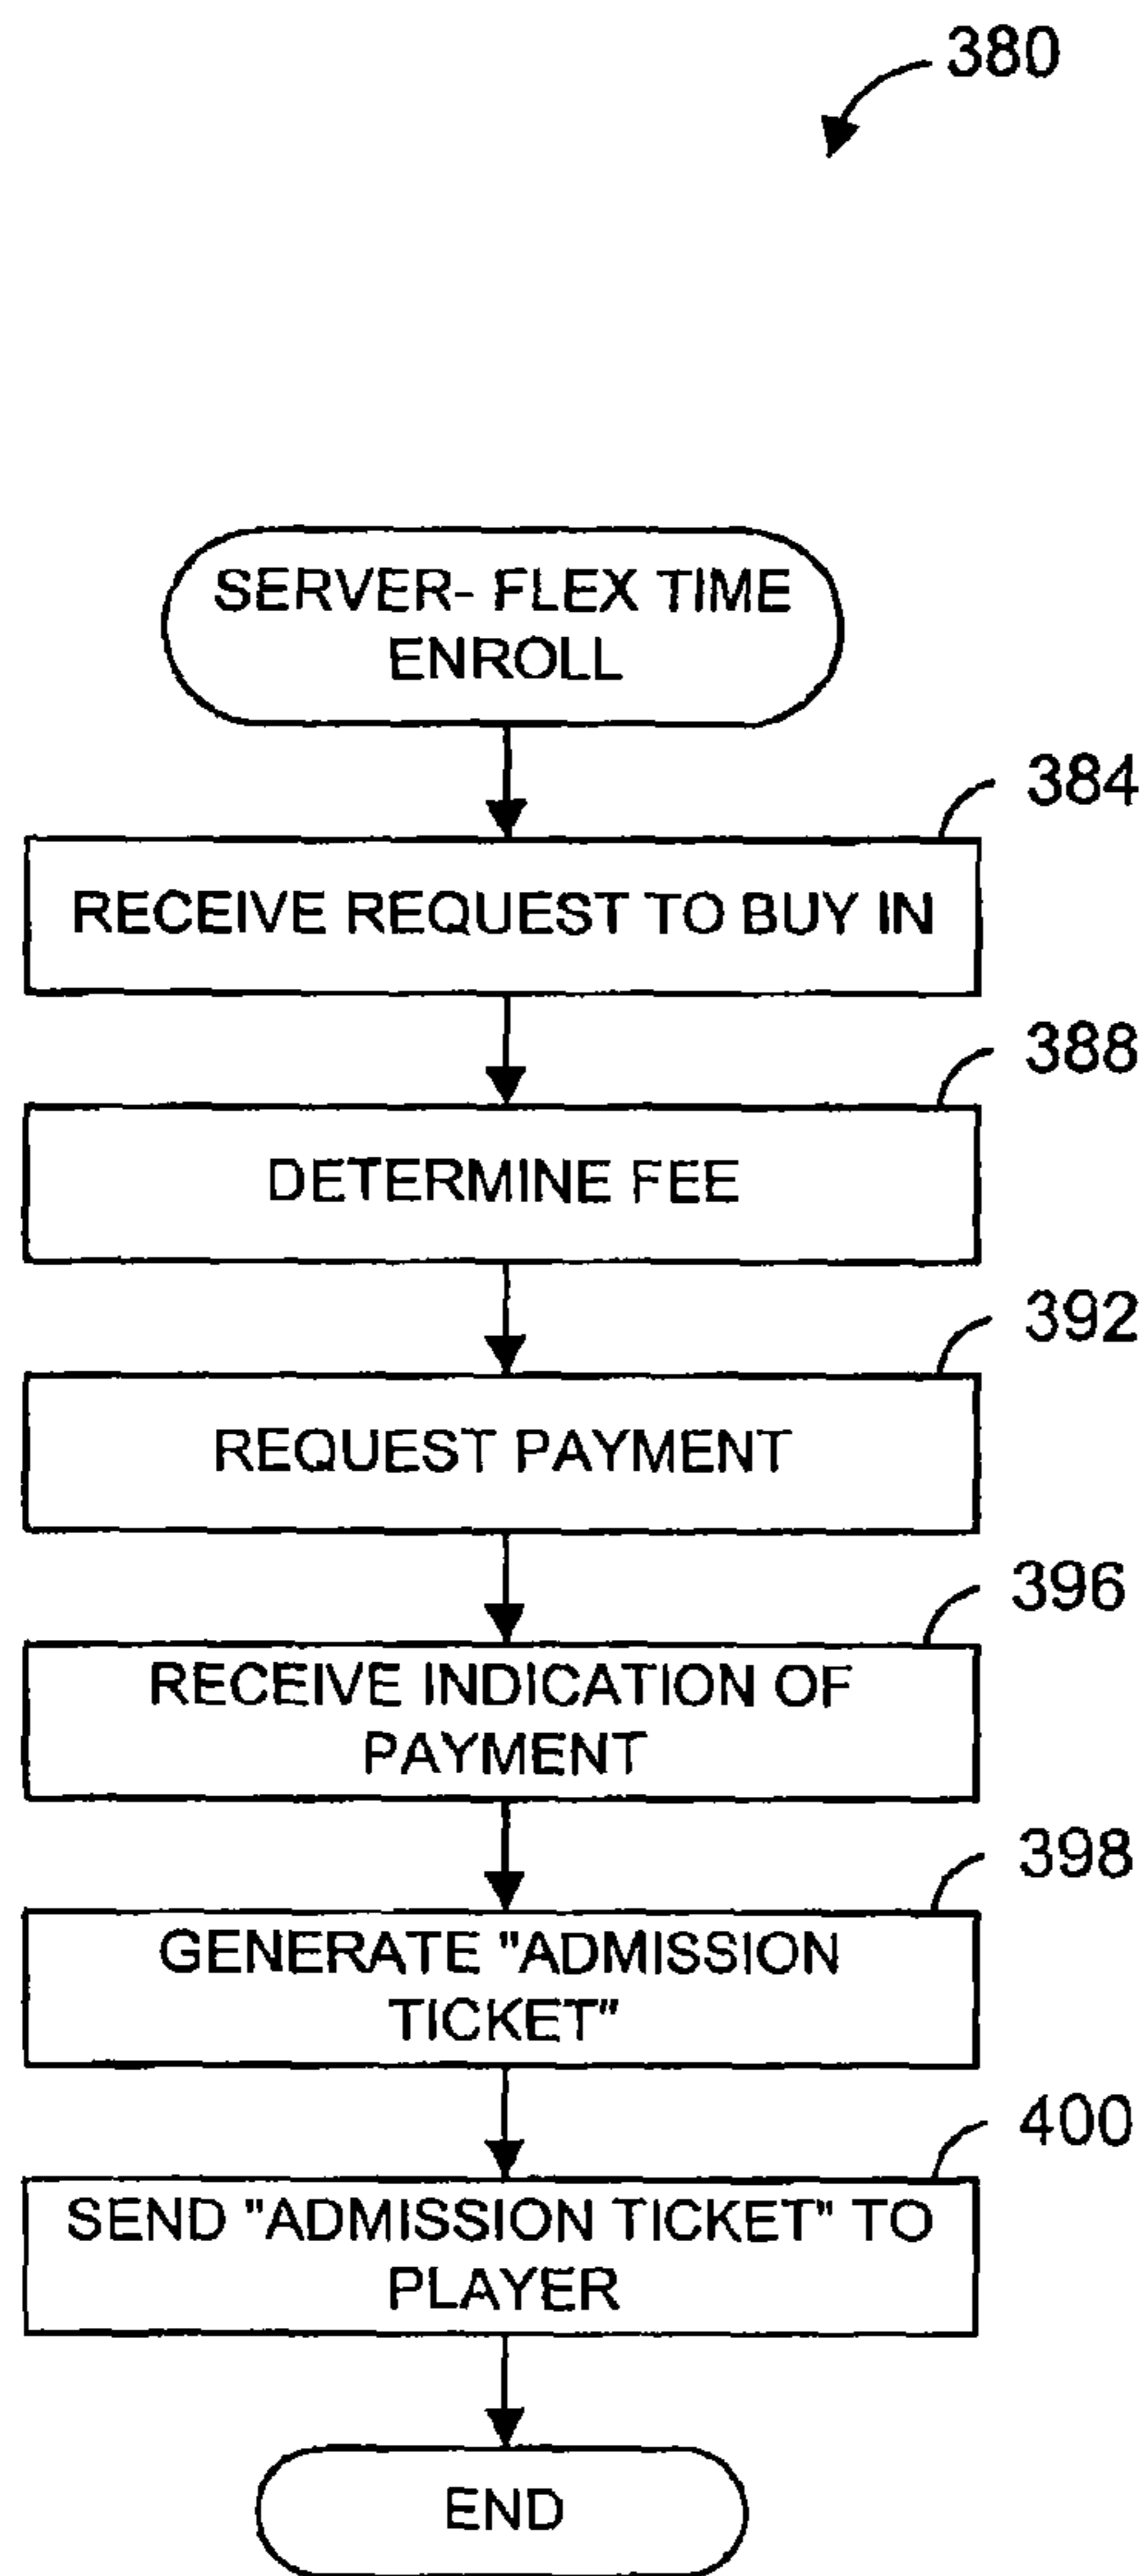 380
SERVER- FLEX TIME
ENROLL
384
RECEIVE REQUEST TO BUY IN
388
DETERMINE FEE
392
REQUEST PAYMENT
396
RECEIVE INDICATION OF
PAYMENT
398
GENERATE "ADMISSION
TICKET"
400
SEND "ADMISSION TICKET" TO
PLAYER
END